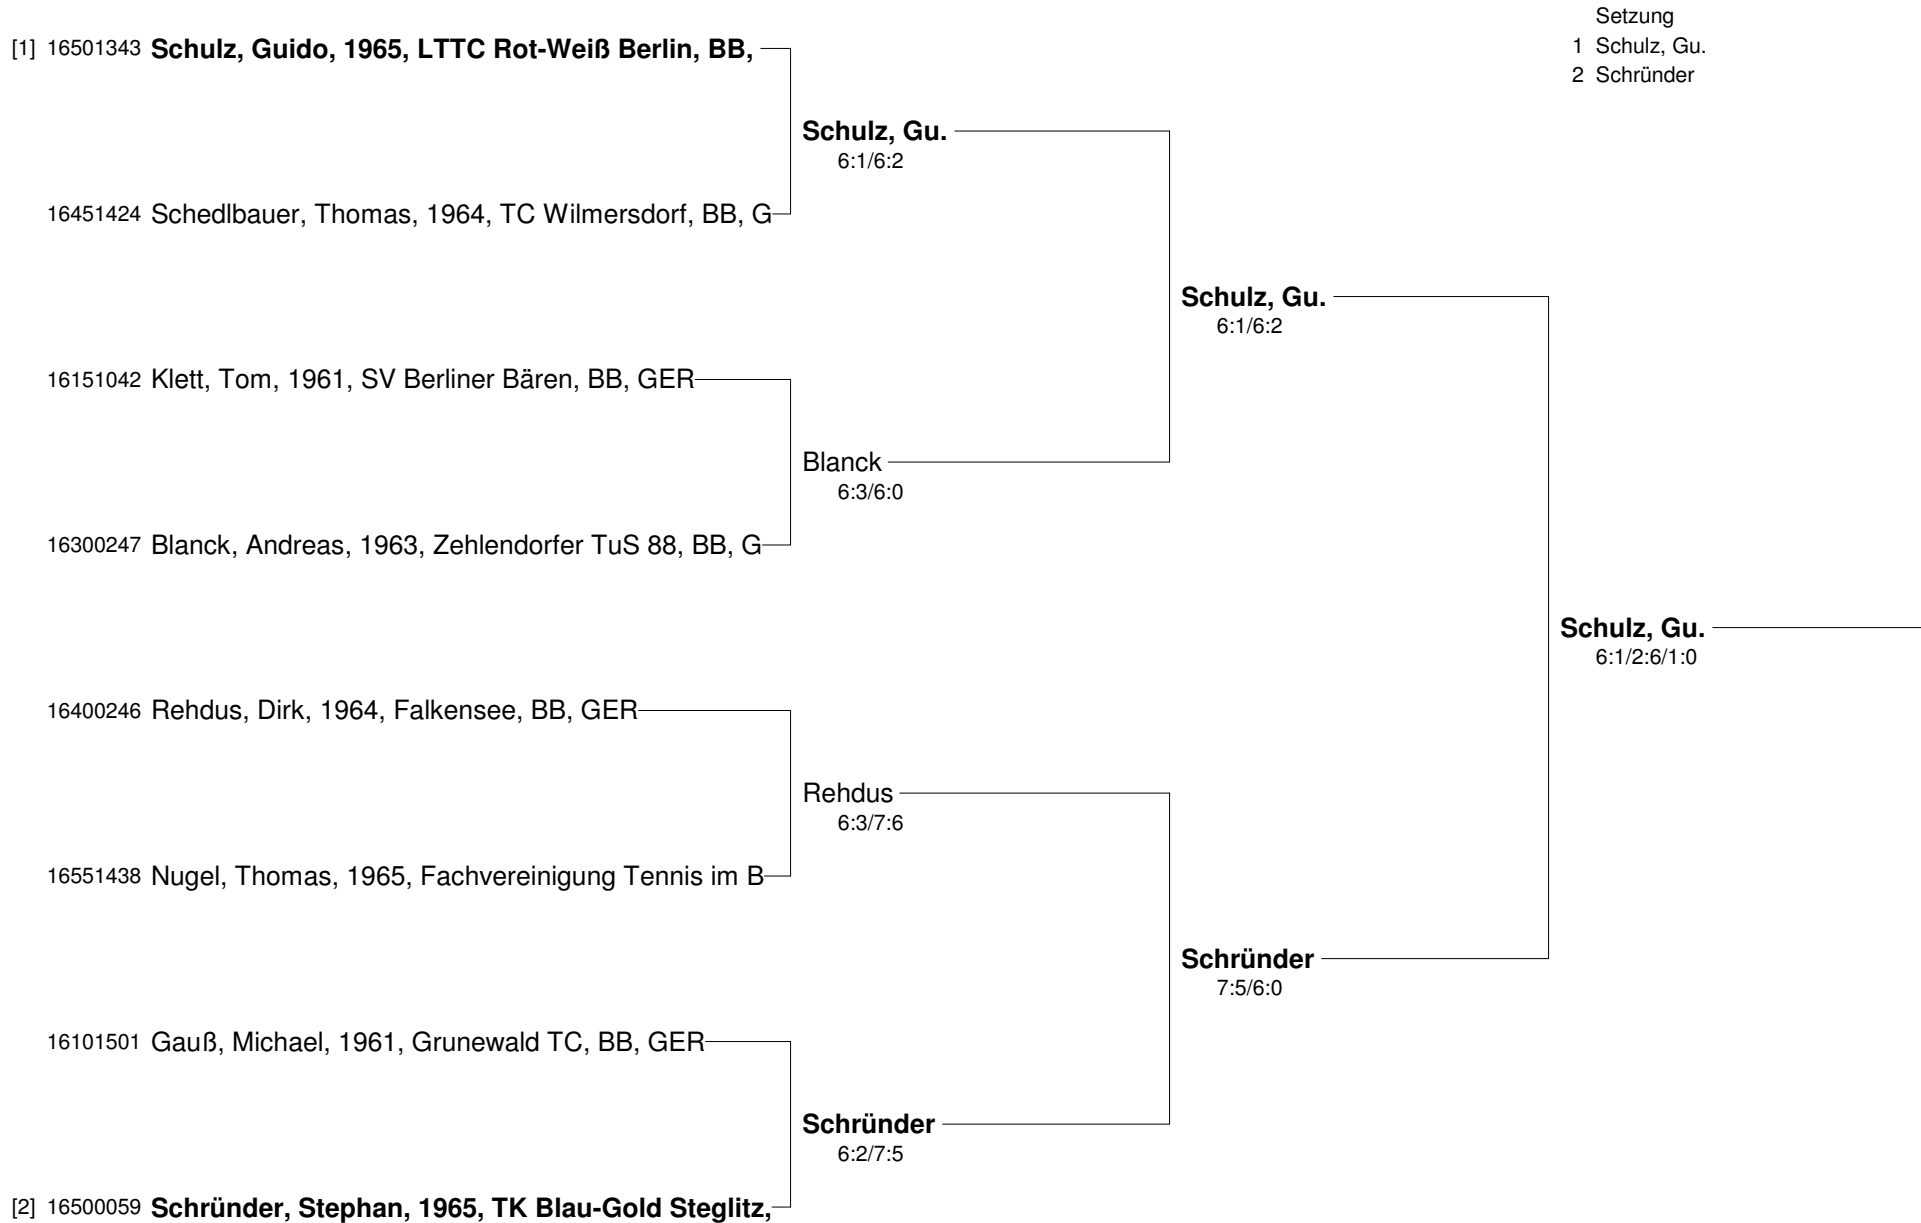 Setzung
1 Schulz, Gu.
2 Schründer
[1] 16501343 Schulz, Guido, 1965, LTTC Rot-Weiß Berlin, BB,
Schulz, Gu.
6:1/6:2
16451424 Schedlbauer, Thomas, 1964, TC Wilmersdorf, BB, G
Schulz, Gu.
6:1/6:2
16151042 Klett, Tom, 1961, SV Berliner Bären, BB, GER
Blanck
6:3/6:0
16300247 Blanck, Andreas, 1963, Zehlendorfer TuS 88, BB, G
Schulz, Gu.
6:1/2:6/1:0
16400246 Rehdus, Dirk, 1964, Falkensee, BB, GER
Rehdus
6:3/7:6
16551438 Nugel, Thomas, 1965, Fachvereinigung Tennis im B
Schründer
7:5/6:0
16101501 Gauß, Michael, 1961, Grunewald TC, BB, GER
Schründer
6:2/7:5
[2] 16500059 Schründer, Stephan, 1965, TK Blau-Gold Steglitz,